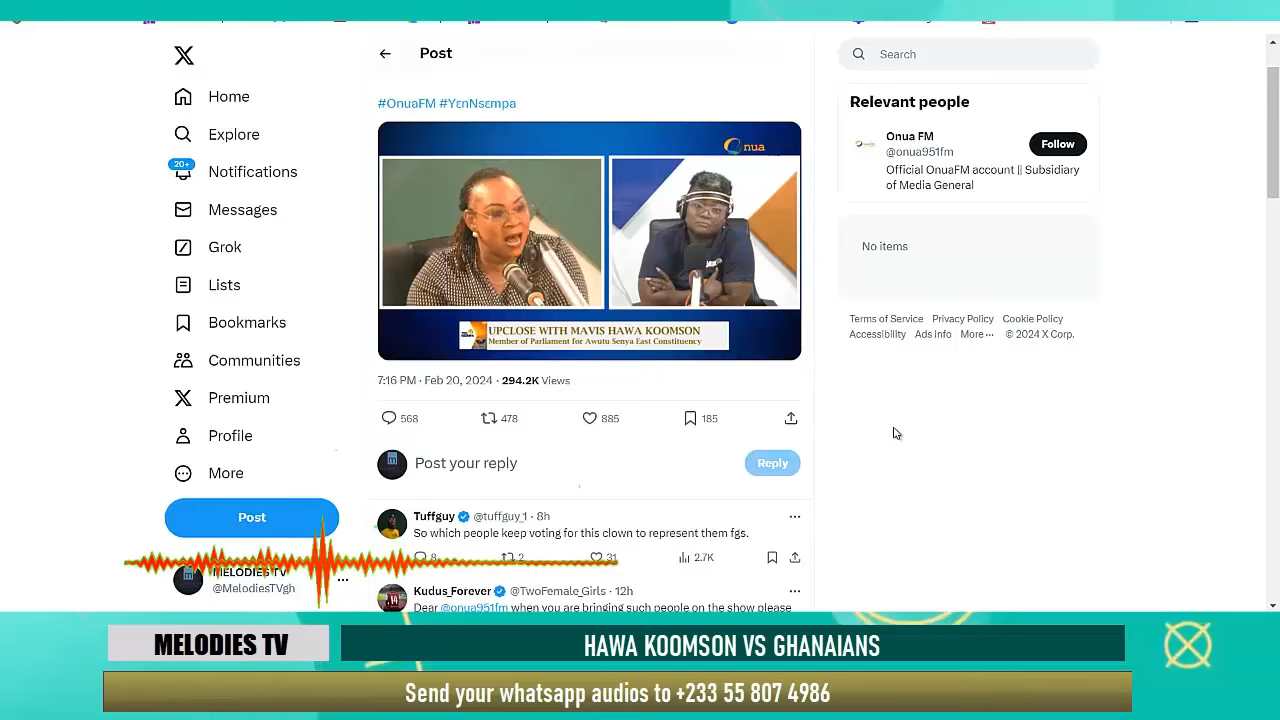 Home
Explore
20+
Notifications
Messages
Grok
Lists
Bookmarks
Communities
Premium
Profile
More
Post
MELODIES TV
@MelodiesTVgh
Post
#OnuaFM #YɛnNsɛmpa
Onua
UPCLOSE WITH MAVIS HAWA KOOMSON
Member of Parliament for Awutu Senya East Constituency
7:16 PM · Feb 20, 2024 · 294.2K Views
568 478 885 185
Post your reply
Reply
Tuffguy @tuffguy_1 · 8h
So which people keep voting for this clown to represent them fgs.
8 2 31 2.7K
Kudus_Forever @TwoFemale_Girls · 12h
Dear @onua951fm when you are bringing such people on the show please
Search
Relevant people
Onua FM
@onua951fm
Follow
Official OnuaFM account || Subsidiary
of Media General
No items
Terms of Service Privacy Policy Cookie Policy
Accessibility Ads info More ··· © 2024 X Corp.
MELODIES TV
HAWA KOOMSON VS GHANAIANS
Send your whatsapp audios to +233 55 807 4986